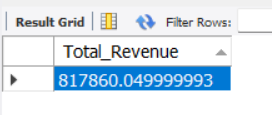 Result Grid Filter Rows:
Total_Revenue
817860.049999993